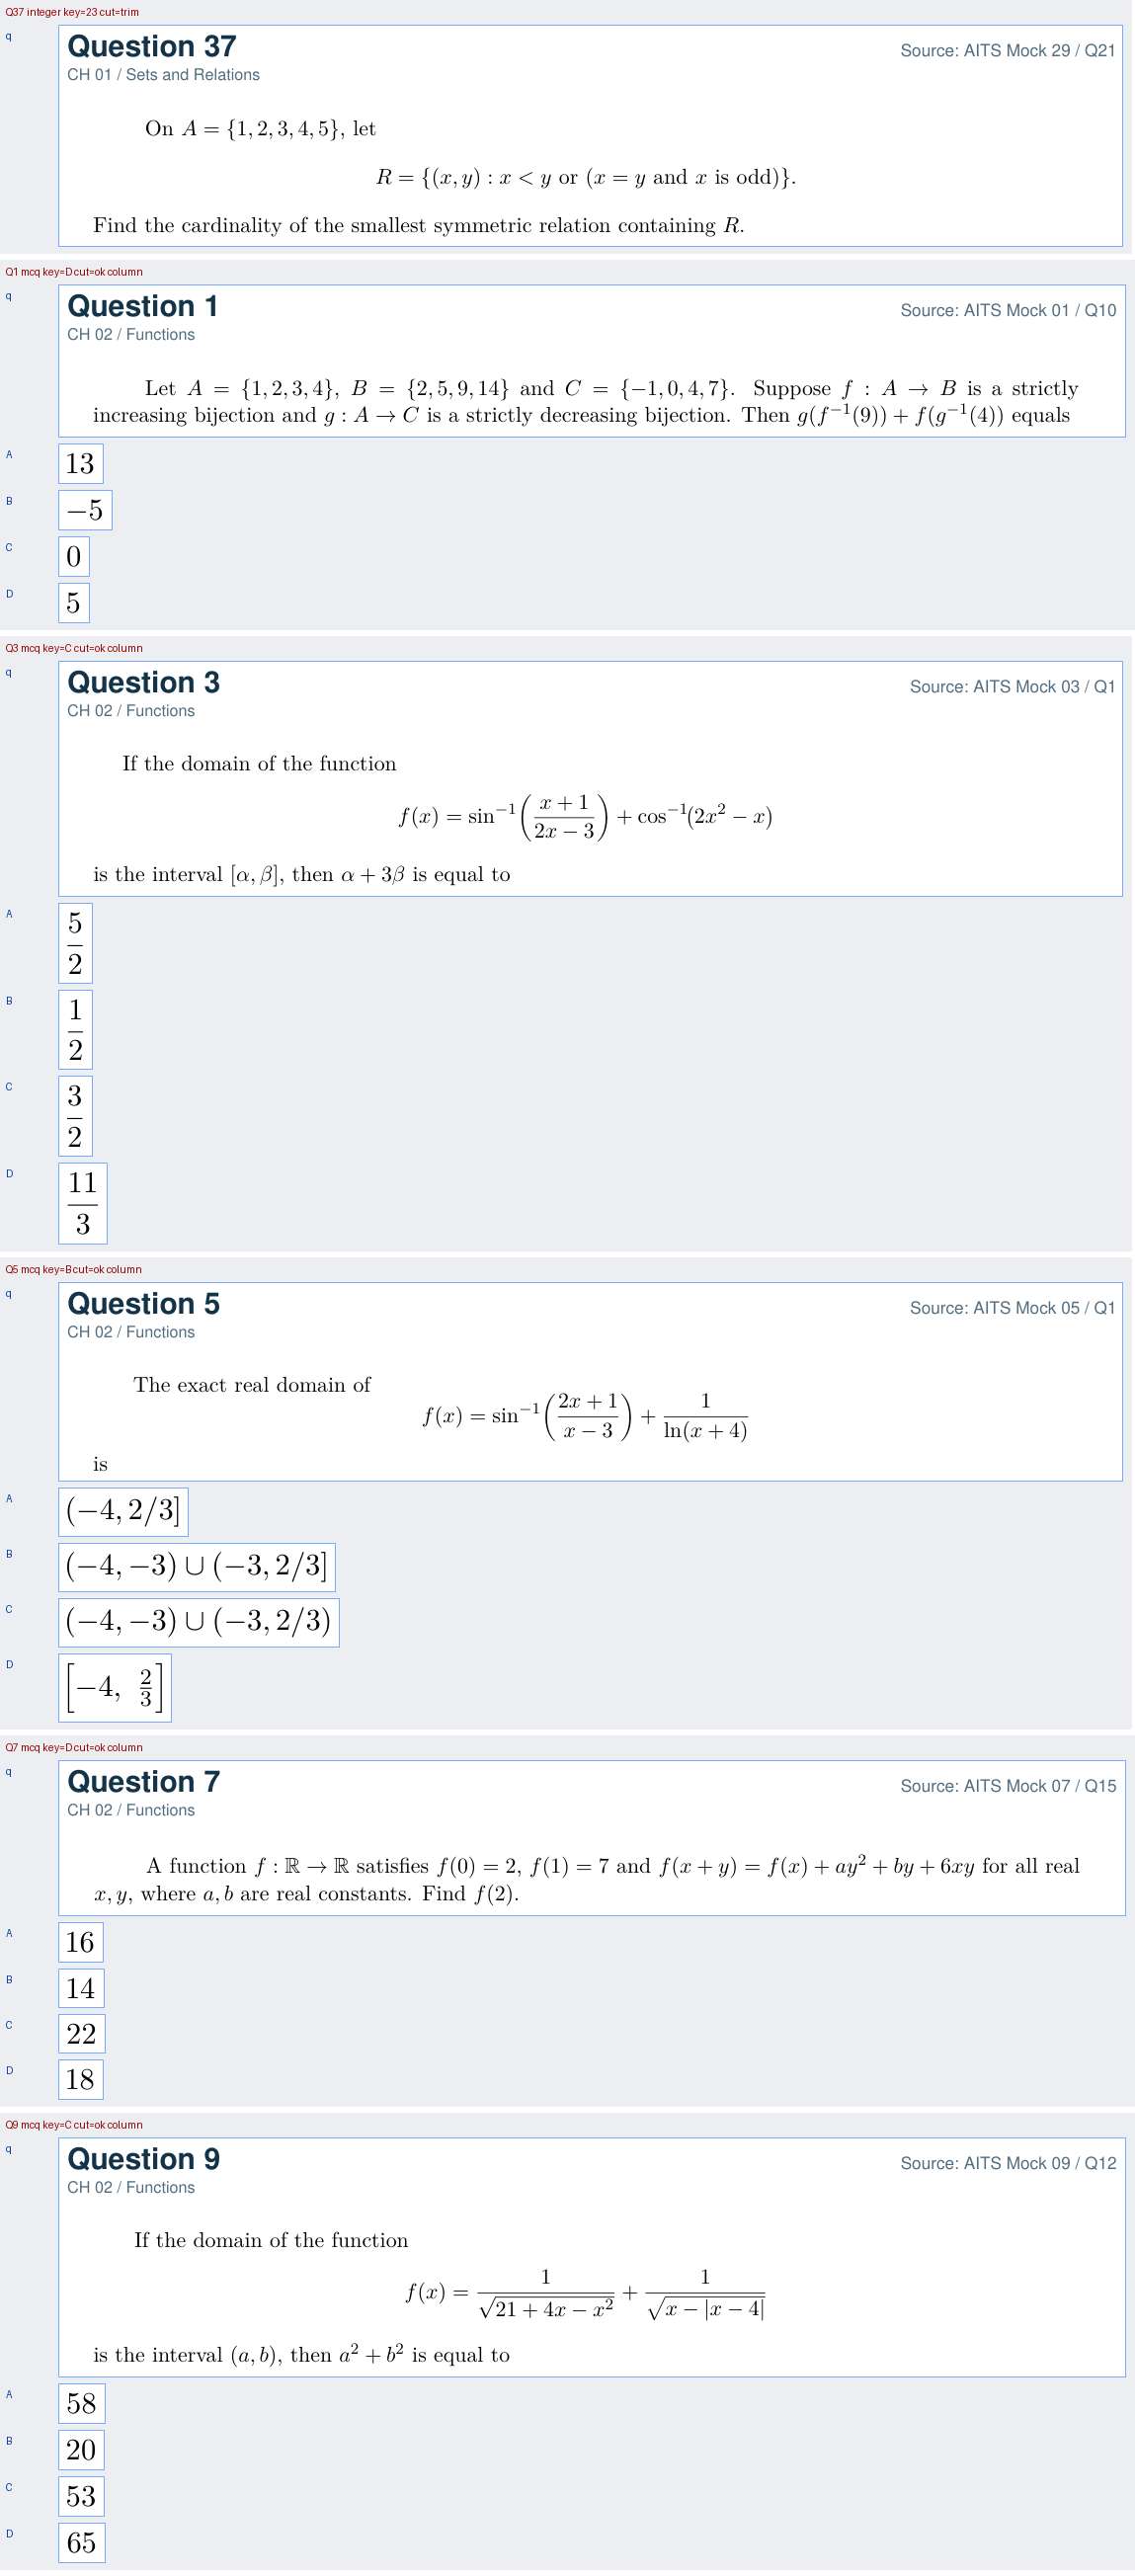 Q37 integer key=23 cut=trim
q
Question 37
Source: AITS Mock 29 / Q21
CH 01 / Sets and Relations
On A = {1, 2, 3, 4, 5}, let
R = {(x, y) : x < y or (x = y and x is odd)}.
Find the cardinality of the smallest symmetric relation containing R.
Q1 mcq key=D cut=ok column
q
Question 1
Source: AITS Mock 01 / Q10
CH 02 / Functions
Let A = {1, 2, 3, 4}, B = {2, 5, 9, 14} and C = {−1, 0, 4, 7}. Suppose f : A → B is a strictly
increasing bijection and g : A → C is a strictly decreasing bijection. Then g(f⁻¹(9)) + f(g⁻¹(4)) equals
A
13
B
−5
C
0
D
5
Q3 mcq key=C cut=ok column
q
Question 3
Source: AITS Mock 03 / Q1
CH 02 / Functions
If the domain of the function
f(x) = sin⁻¹((x + 1)/(2x − 3)) + cos⁻¹(2x² − x)
is the interval [α, β], then α + 3β is equal to
A
5/2
B
1/2
C
3/2
D
11/3
Q5 mcq key=B cut=ok column
q
Question 5
Source: AITS Mock 05 / Q1
CH 02 / Functions
The exact real domain of
f(x) = sin⁻¹((2x + 1)/(x − 3)) + 1/ln(x + 4)
is
A
(−4, 2/3]
B
(−4, −3) ∪ (−3, 2/3]
C
(−4, −3) ∪ (−3, 2/3)
D
[−4, 2/3]
Q7 mcq key=D cut=ok column
q
Question 7
Source: AITS Mock 07 / Q15
CH 02 / Functions
A function f : ℝ → ℝ satisfies f(0) = 2, f(1) = 7 and f(x + y) = f(x) + ay² + by + 6xy for all real
x, y, where a, b are real constants. Find f(2).
A
16
B
14
C
22
D
18
Q9 mcq key=C cut=ok column
q
Question 9
Source: AITS Mock 09 / Q12
CH 02 / Functions
If the domain of the function
f(x) = 1/√(21 + 4x − x²) + 1/√(x − |x − 4|)
is the interval (a, b), then a² + b² is equal to
A
58
B
20
C
53
D
65